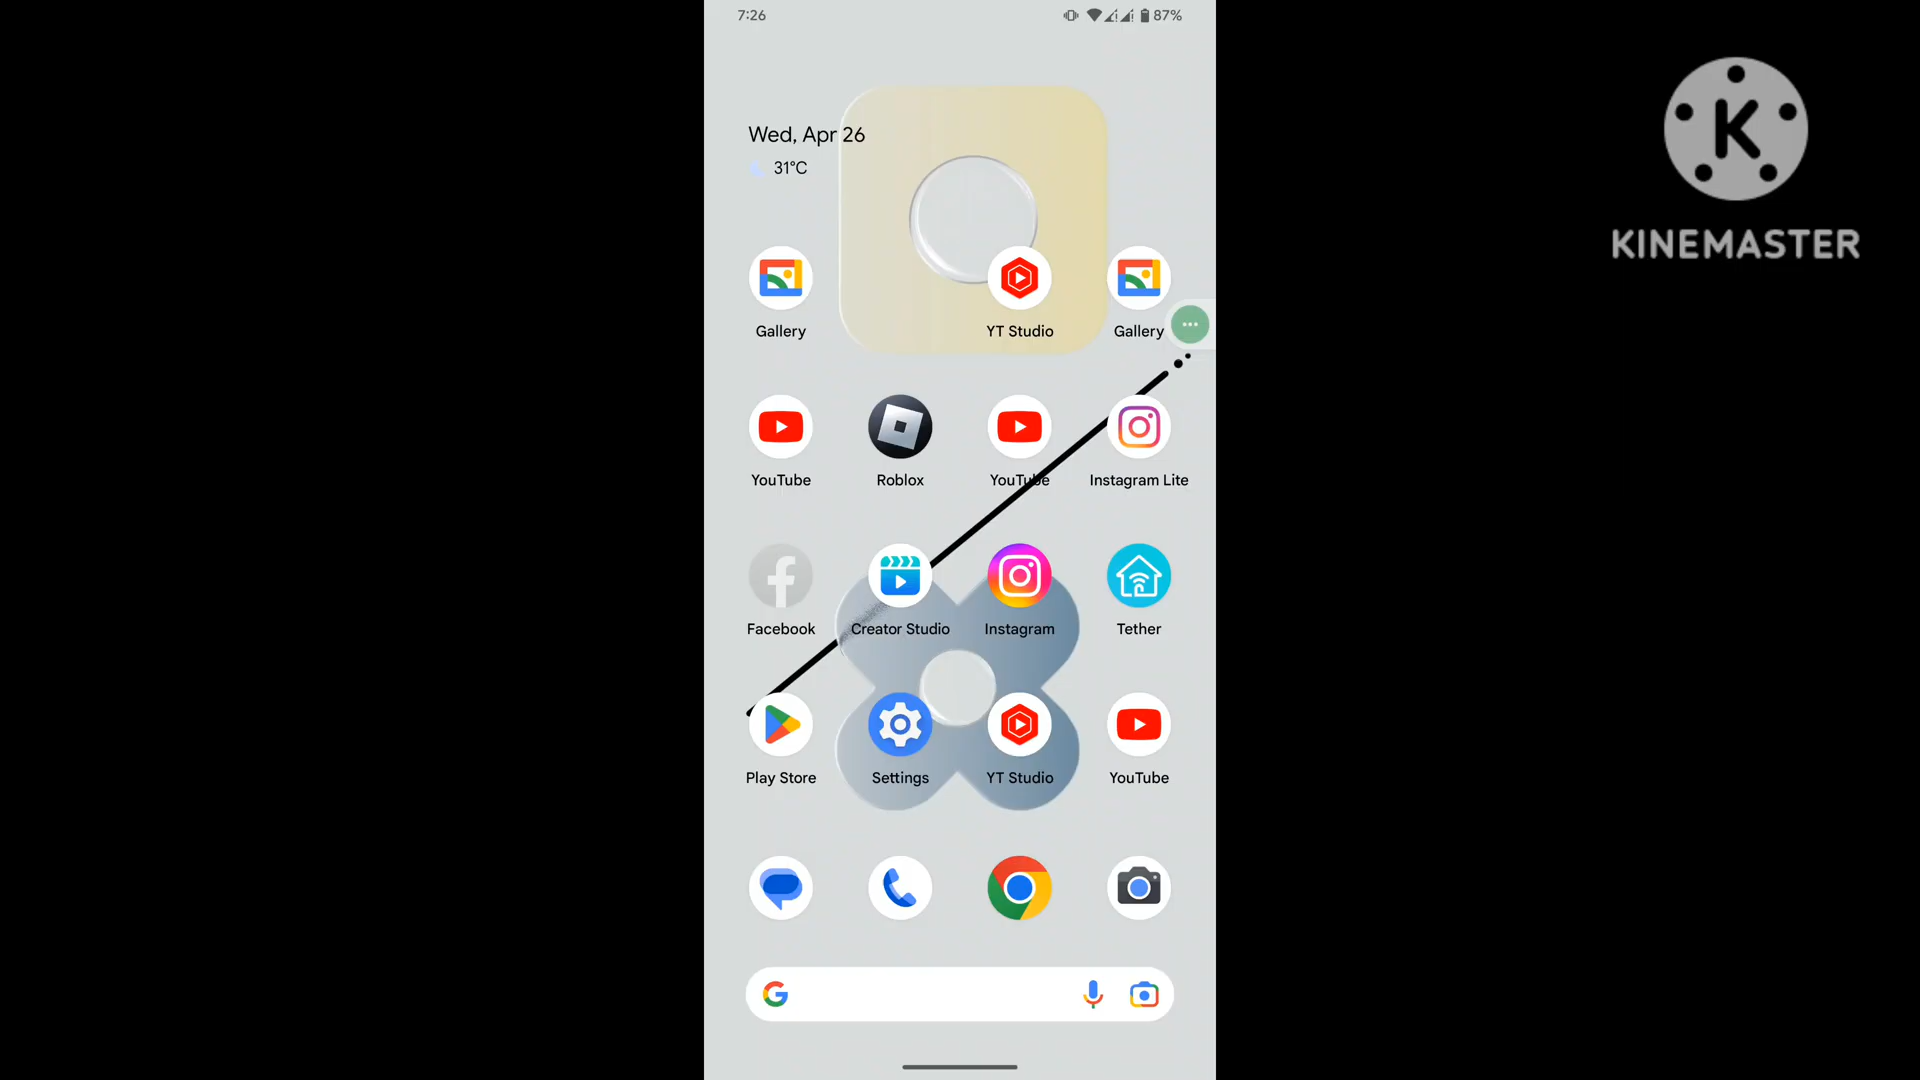 7:26
87%
KINEMASTER
Wed, Apr 26
31°C
Gallery
YT Studio
Gallery
YouTube
Roblox
YouTube
Instagram Lite
Facebook
Creator Studio
Instagram
Tether
Play Store
Settings
YT Studio
YouTube